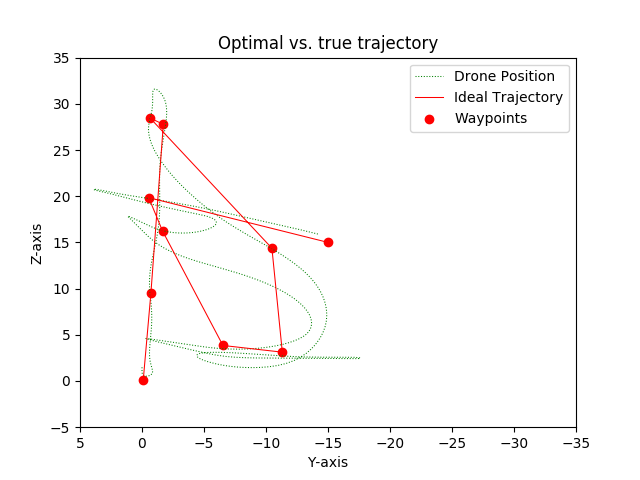 Optimal vs. true trajectory
Drone Position
Ideal Trajectory
Waypoints
35
30
25
20
15
10
5
0
−5
Z-axis
5 0 −5 −10 −15 −20 −25 −30 −35
Y-axis